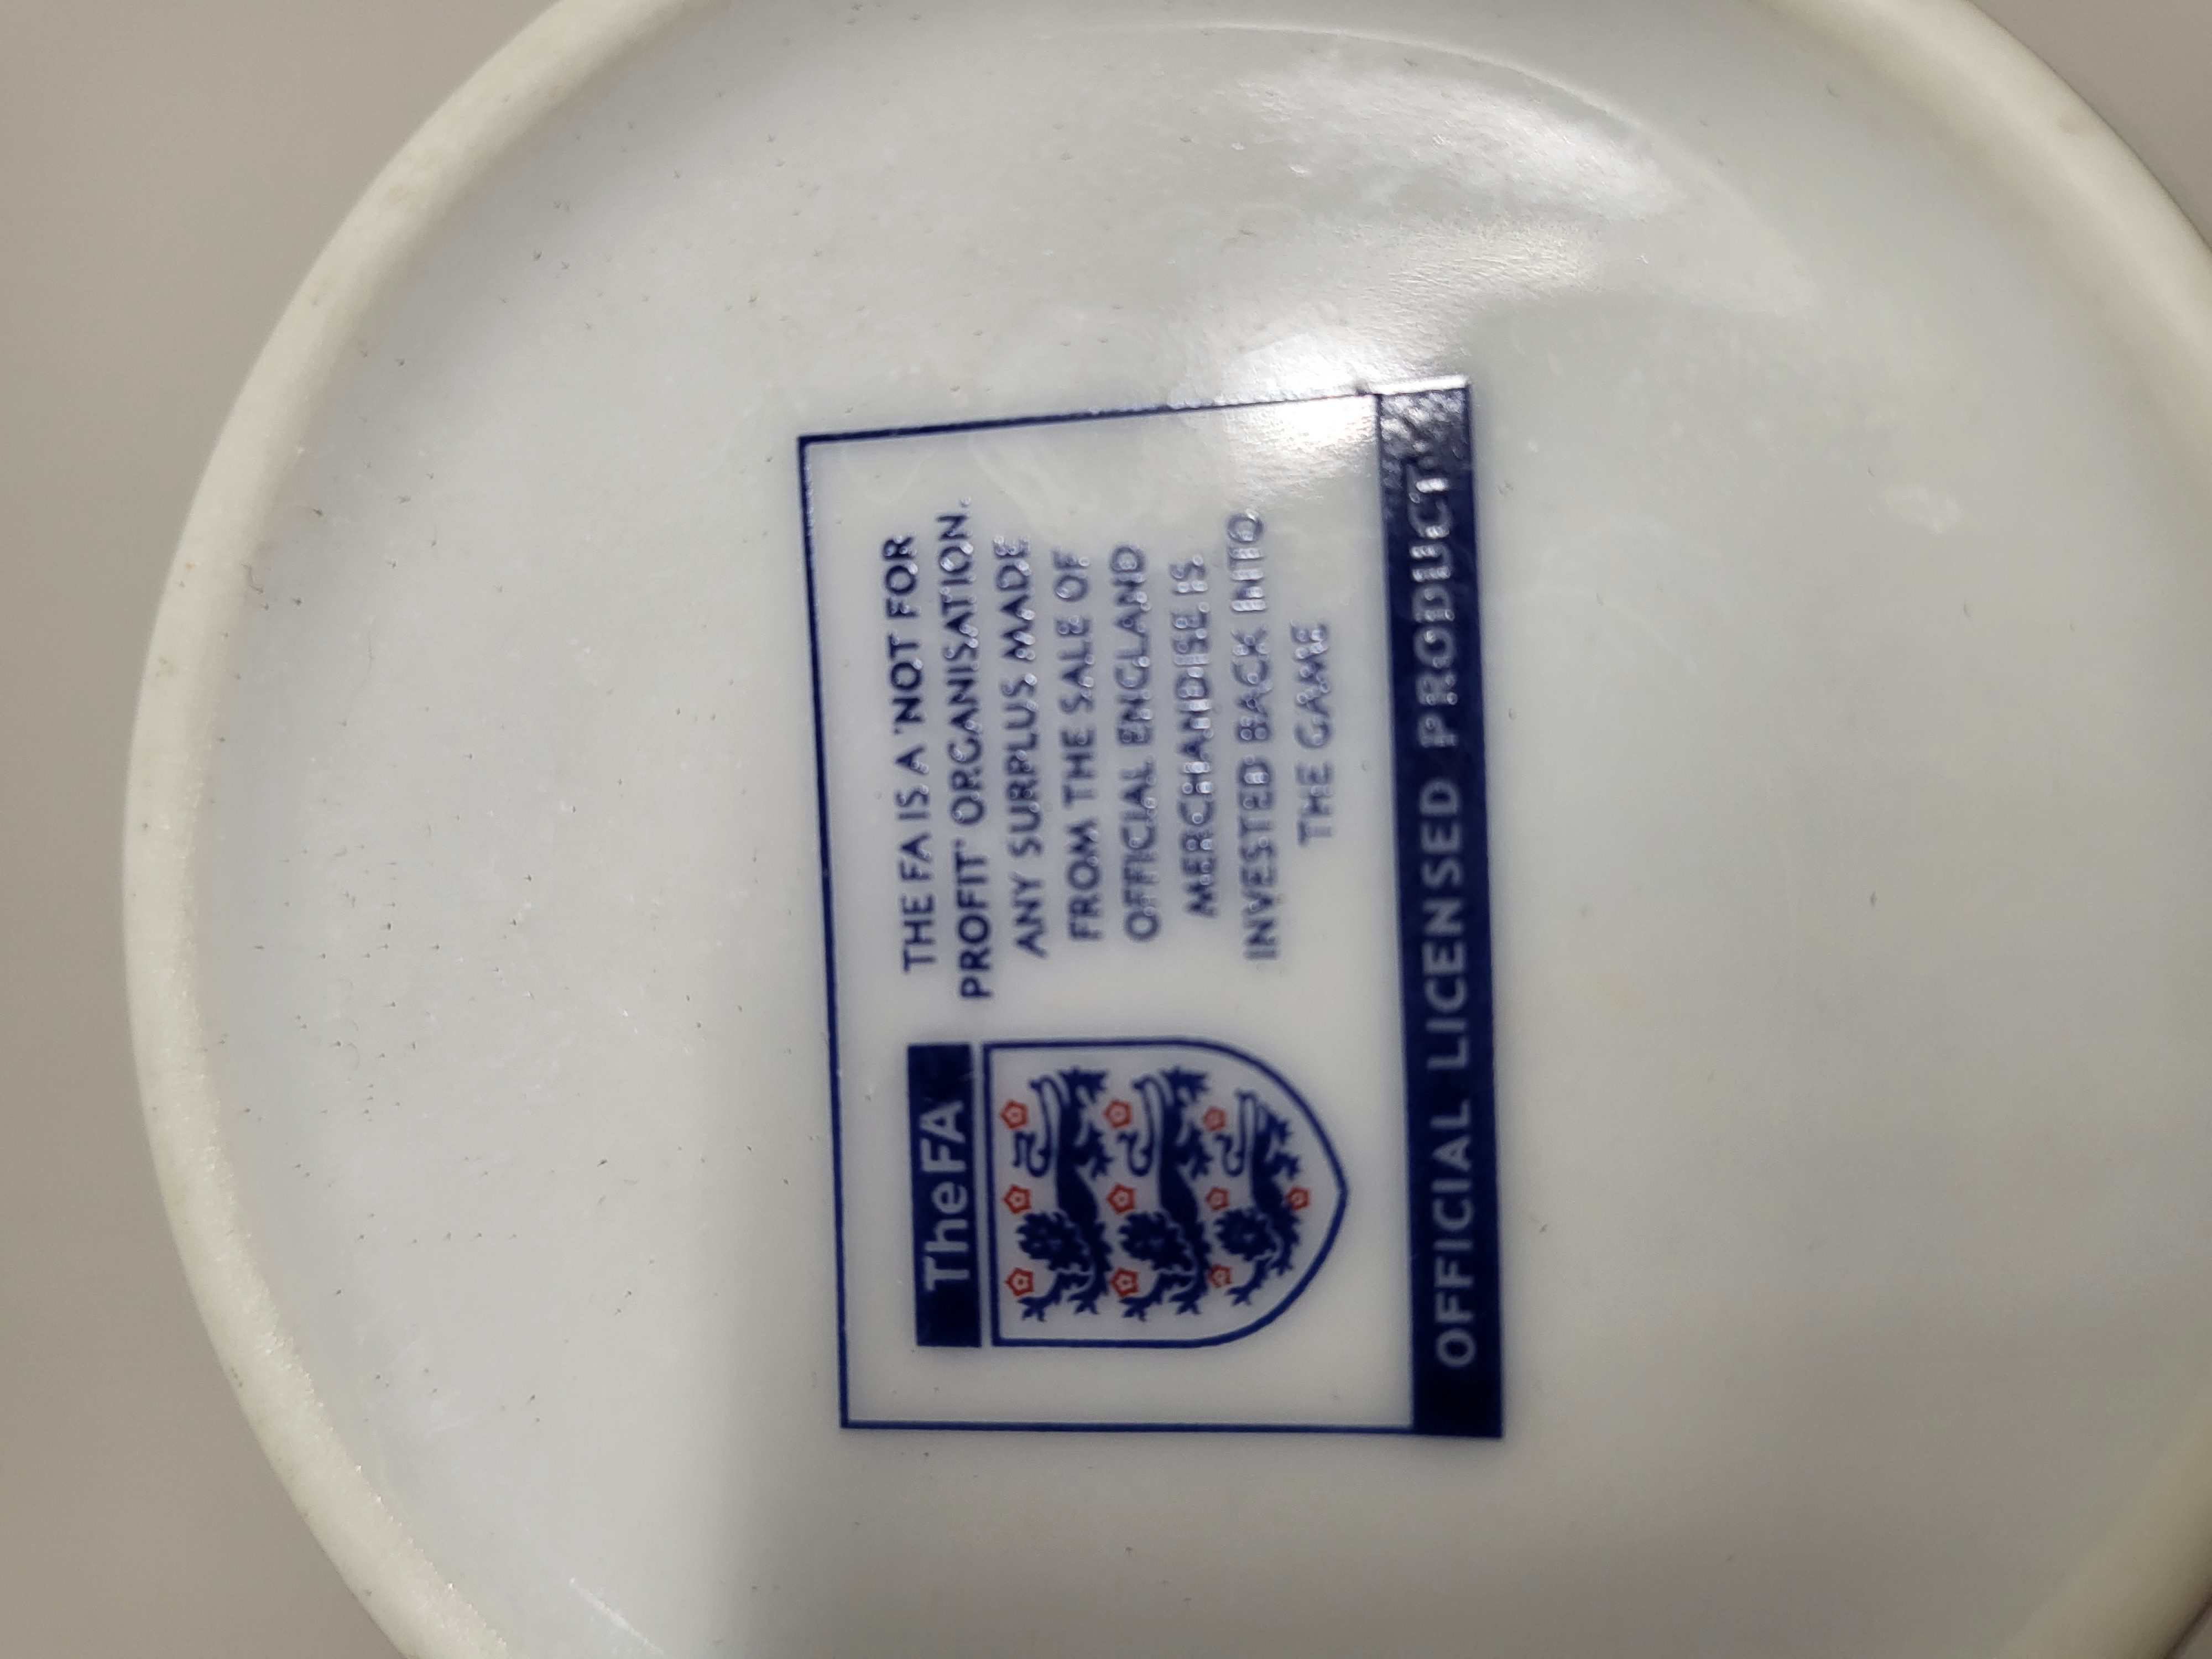 TheFA
THE FA IS A 'NOT FOR
PROFIT' ORGANISATION.
ANY SURPLUS MADE
FROM THE SALE OF
OFFICIAL ENGLAND
MERCHANDISE IS
INVESTED BACK INTO
THE GAME
OFFICIAL LICENSED PRODUCT